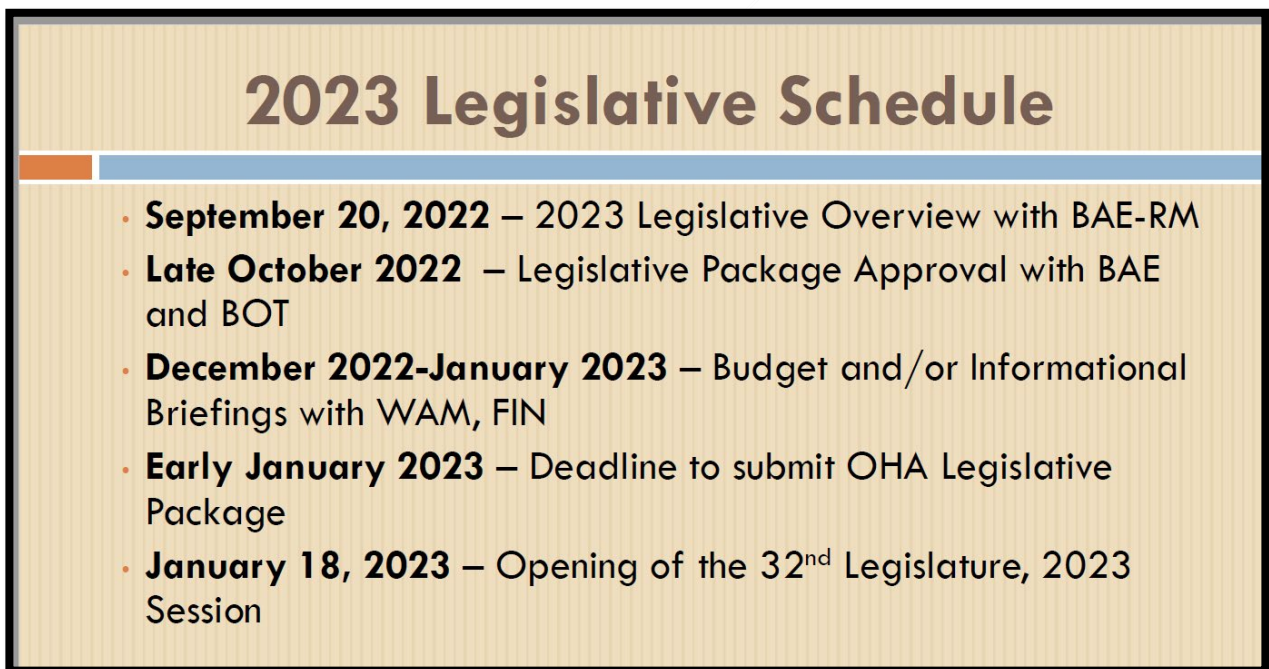 2023 Legislative Schedule
• September 20, 2022 – 2023 Legislative Overview with BAE-RM
• Late October 2022 – Legislative Package Approval with BAE
and BOT
• December 2022-January 2023 – Budget and/or Informational
Briefings with WAM, FIN
• Early January 2023 – Deadline to submit OHA Legislative
Package
• January 18, 2023 – Opening of the 32nd Legislature, 2023
Session